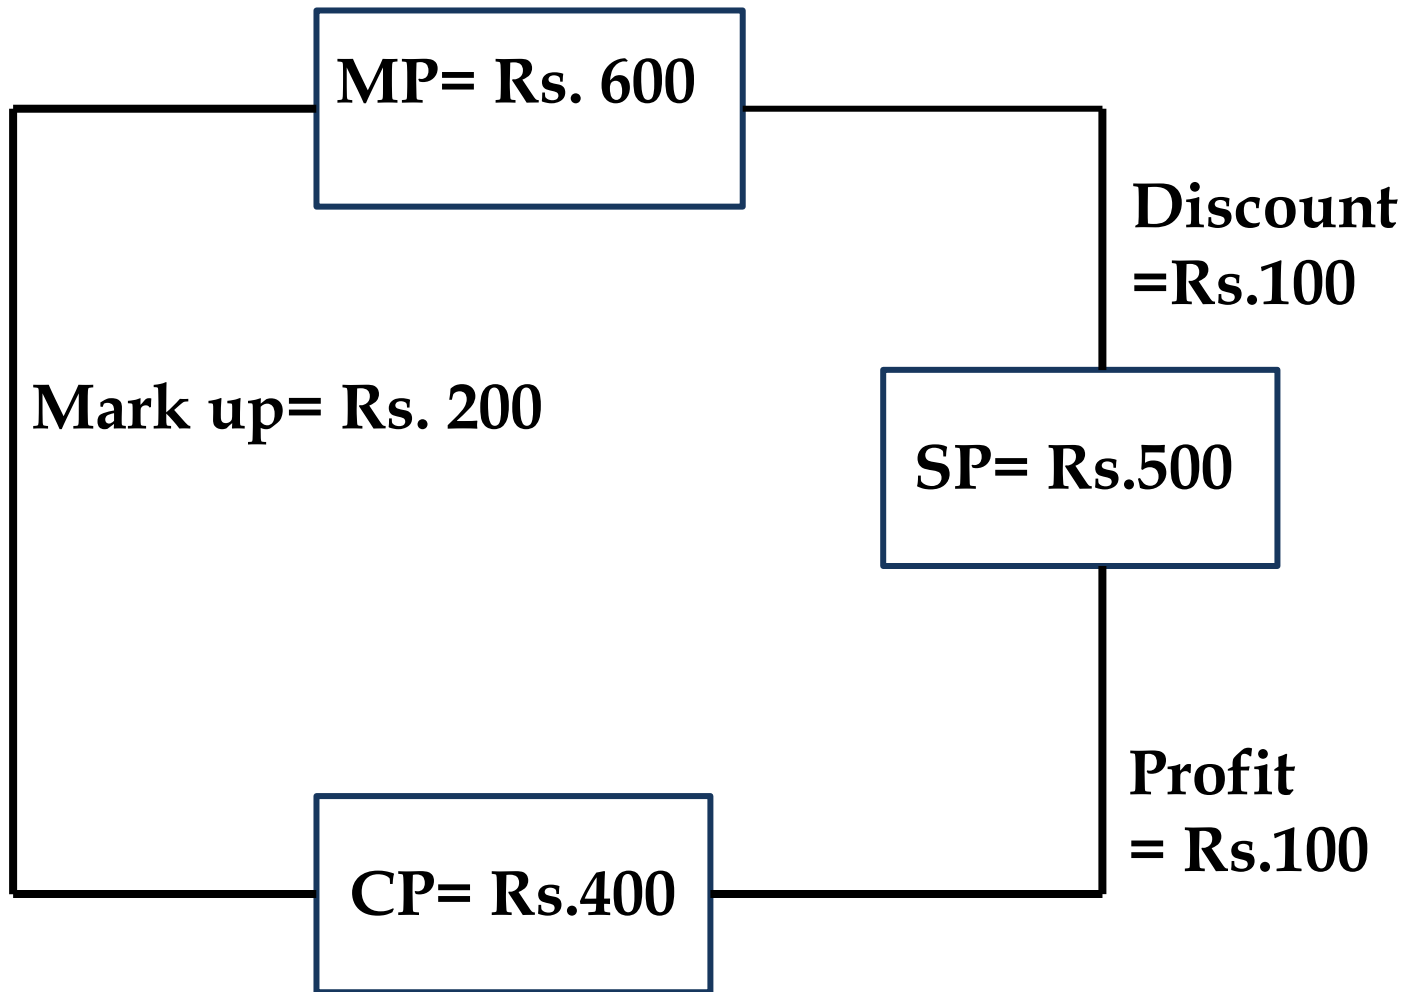 MP= Rs. 600
Discount
=Rs.100
Mark up= Rs. 200
SP= Rs.500
Profit
= Rs.100
CP= Rs.400